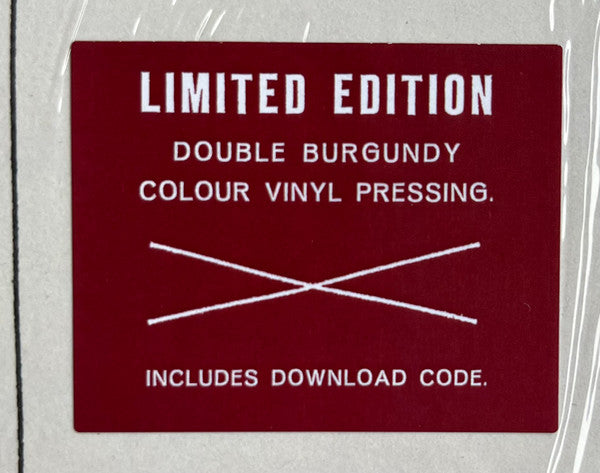 LIMITED EDITION
DOUBLE BURGUNDY
COLOUR VINYL PRESSING.
INCLUDES DOWNLOAD CODE.